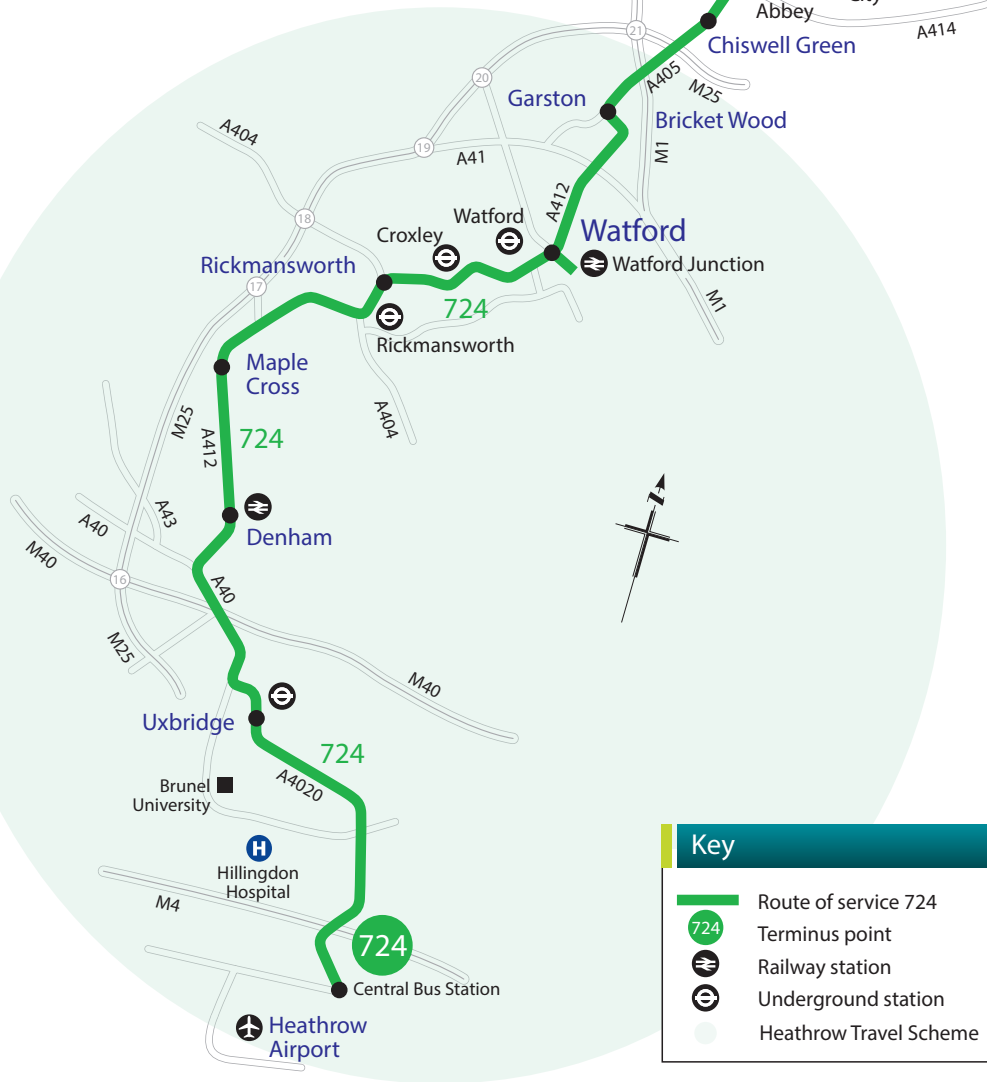 City
Abbey
A414
21
Chiswell Green
A405
M25
20
Garston
Bricket Wood
A404
19
A41
M1
A412
18
Watford
Croxley
Watford
Rickmansworth
Watford Junction
17
724
M1
Rickmansworth
Maple
Cross
M25
A412
724
A404
A43
A40
Denham
M40
16
A40
M25
M40
Uxbridge
724
A4020
Brunel
University
H
Hillingdon
Hospital
M4
724
Central Bus Station
Heathrow
Airport
N
Key
Route of service 724
724
Terminus point
Railway station
Underground station
Heathrow Travel Scheme